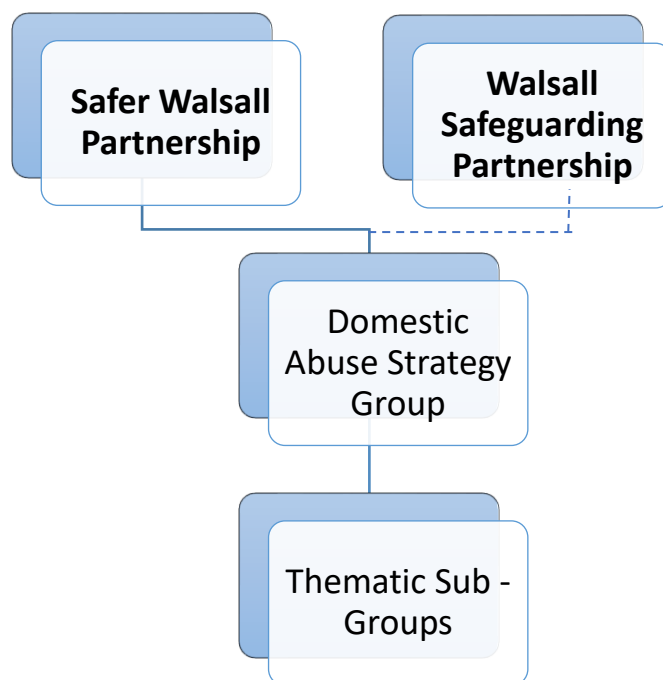 Safer Walsall
Partnership
Walsall
Safeguarding
Partnership
Domestic
Abuse Strategy
Group
Thematic Sub -
Groups